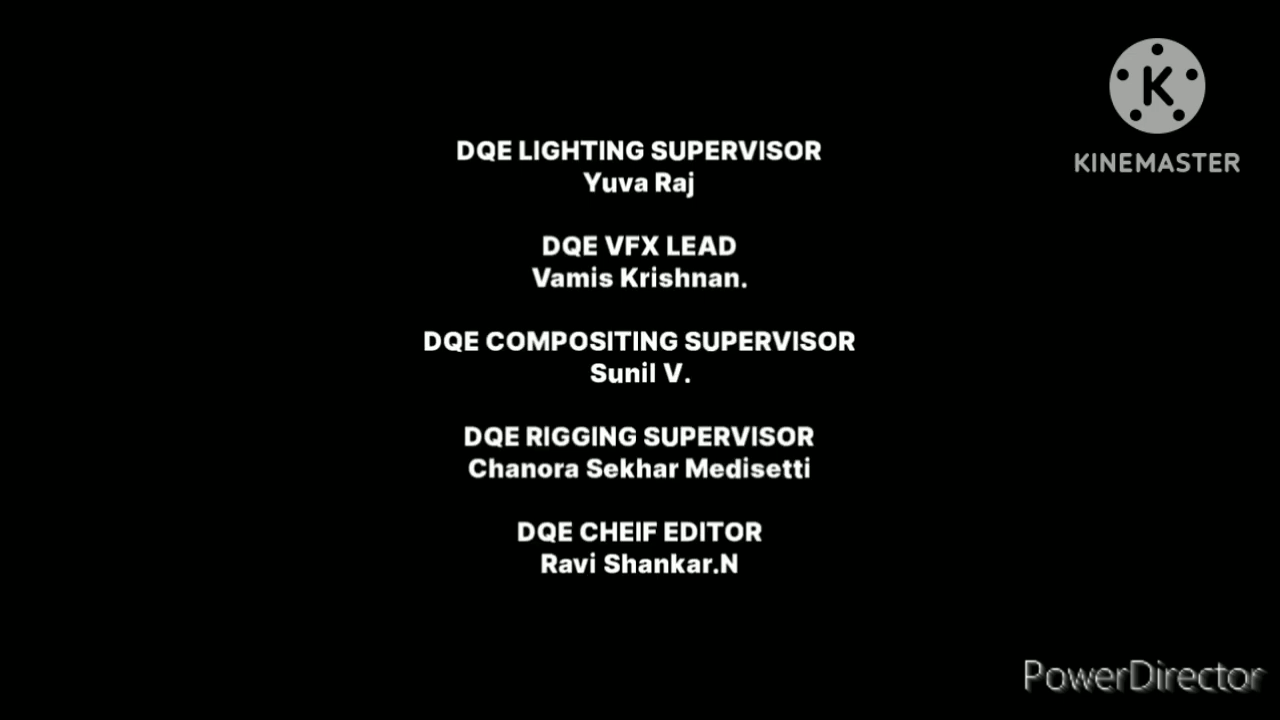 DQE LIGHTING SUPERVISOR
Yuva Raj
DQE VFX LEAD
Vamis Krishnan.
DQE COMPOSITING SUPERVISOR
Sunil V.
DQE RIGGING SUPERVISOR
Chanora Sekhar Medisetti
DQE CHEIF EDITOR
Ravi Shankar.N
K
KINEMASTER
PowerDirector